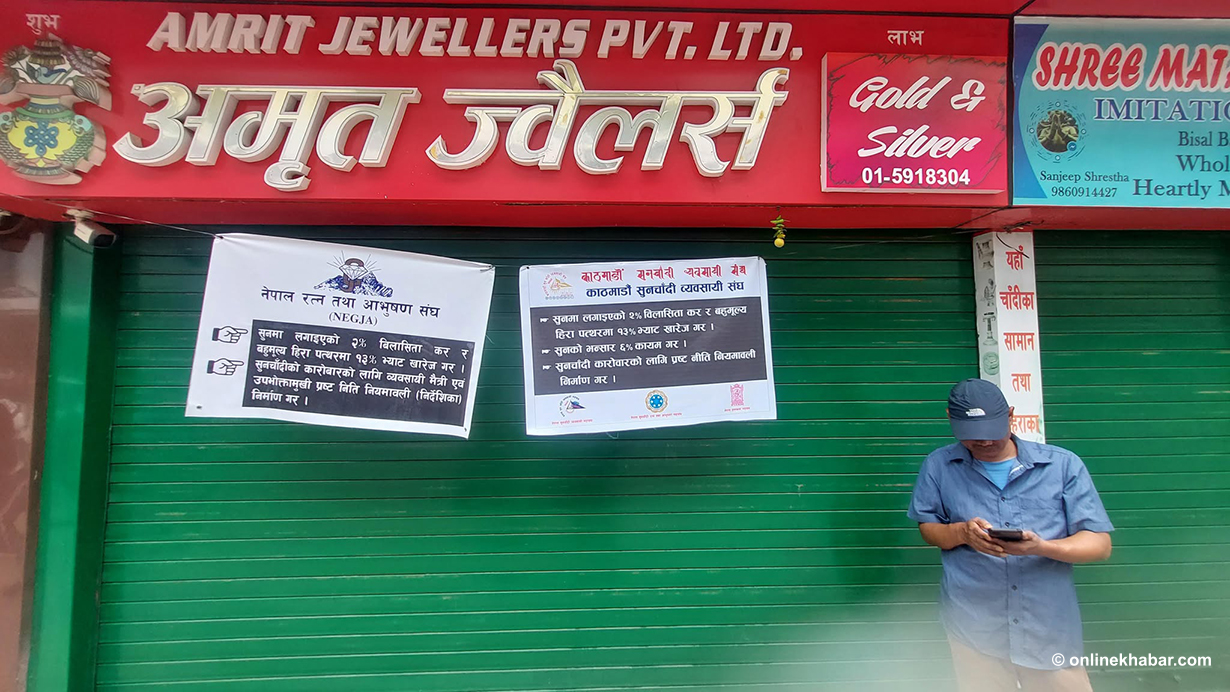 शुभ
AMRIT JEWELLERS PVT. LTD.
लाभ
अमृत ज्वैलर्स
Gold &
Silver
01-5918304
SHREE MAT
IMITATIO
Bisal B
Whol
Sanjeep Shrestha
9860914427
Heartly
नेपाल रत्न तथा आभुषण संघ
(NEGJA)
सुनमा लगाइएको २% विलासिता कर र
बहुमूल्य हिरा पत्थरमा १३% भ्याट खारेज गर ।
सुनचाँदीको कारोबारको लागि व्यवसायी मैत्री एवं
उपभोक्तामुखी प्रष्ट निति नियमावली (निर्देशिका)
निर्माण गर ।
काठमाडौ सुनचाँदी व्यवसायी संघ
सुनमा लगाइएको २% विलासिता कर र बहुमूल्य
हिरा पत्थरमा १३% भ्याट खारेज गर ।
सुनको भन्सार ६% कायम गर ।
सुनचांदी कारोवारको लागि प्रष्ट नीति नियमावली
निर्माण गर ।
यहाँ
चाँदीका
सामान
तथा
© onlinekhabar.com